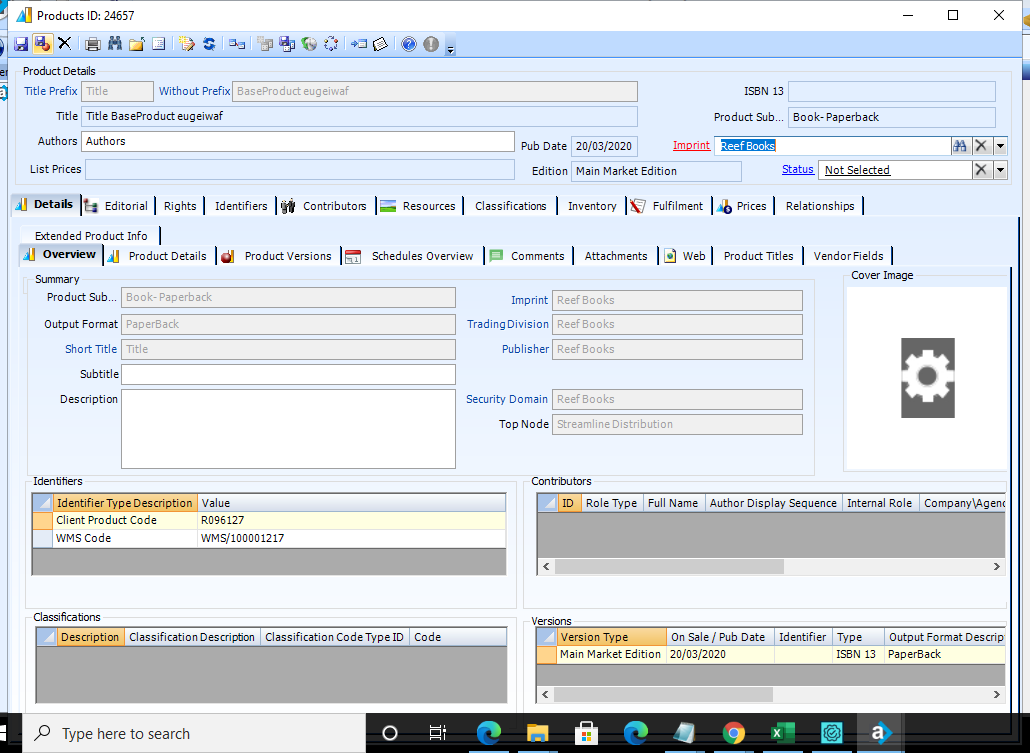 Products ID: 24657
Product Details
Title Prefix Title Without Prefix BaseProduct eugeiwaf ISBN 13
Title Title BaseProduct eugeiwaf Product Sub... Book- Paperback
Authors Authors Pub Date 20/03/2020 Imprint Reef Books
List Prices Edition Main Market Edition Status Not Selected
Details Editorial Rights Identifiers Contributors Resources Classifications Inventory Fulfilment Prices Relationships
Extended Product Info
Overview Product Details Product Versions Schedules Overview Comments Attachments Web Product Titles Vendor Fields
Summary Cover Image
Product Sub... Book- Paperback Imprint Reef Books
Output Format PaperBack Trading Division Reef Books
Short Title Title Publisher Reef Books
Subtitle
Description Security Domain Reef Books
Top Node Streamline Distribution
Identifiers Contributors
Identifier Type Description Value ID Role Type Full Name Author Display Sequence Internal Role Company\Agenc
Client Product Code R096127
WMS Code WMS/100001217
Classifications Versions
Description Classification Description Classification Code Type ID Code Version Type On Sale / Pub Date Identifier Type Output Format Descrip
Main Market Edition 20/03/2020 ISBN 13 PaperBack
Type here to search